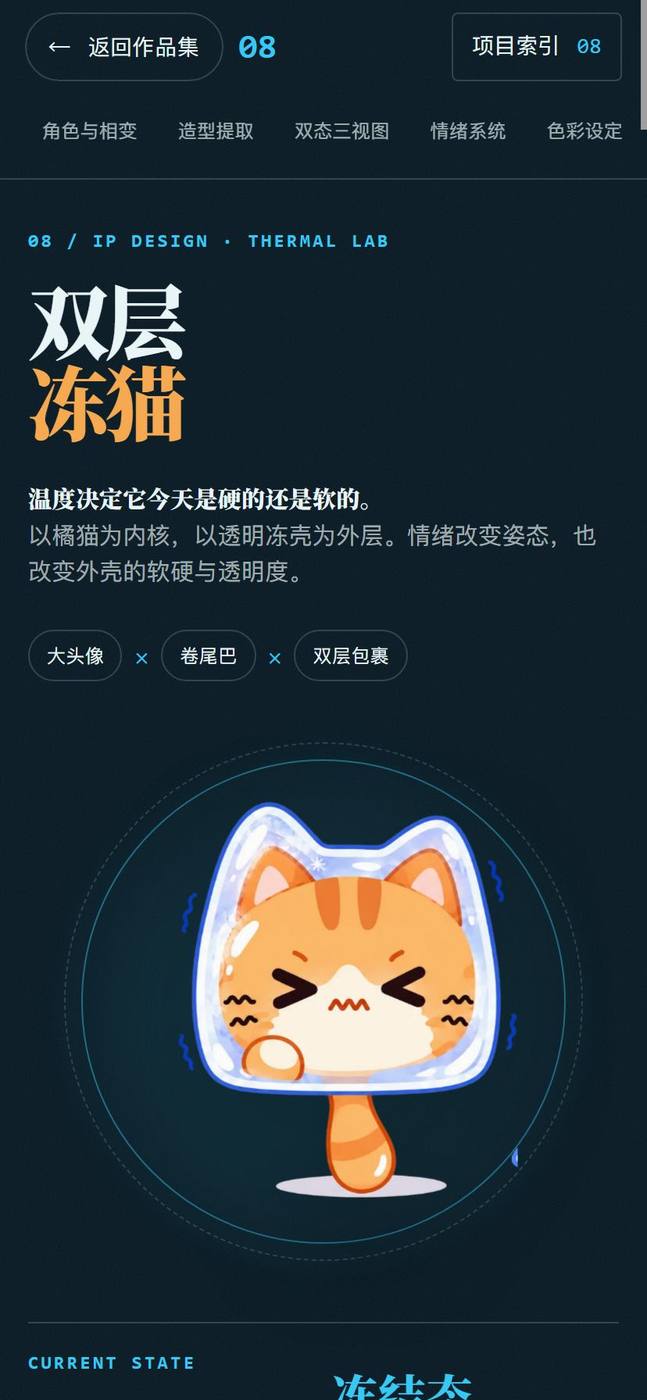 ← 返回作品集 08 项目索引 08
角色与相变 造型提取 双态三视图 情绪系统 色彩设定
08 / IP DESIGN · THERMAL LAB
双层
冻猫
温度决定它今天是硬的还是软的。
以橘猫为内核，以透明冻壳为外层。情绪改变姿态，也
改变外壳的软硬与透明度。
大头像 × 卷尾巴 × 双层包裹
CURRENT STATE
冻结态